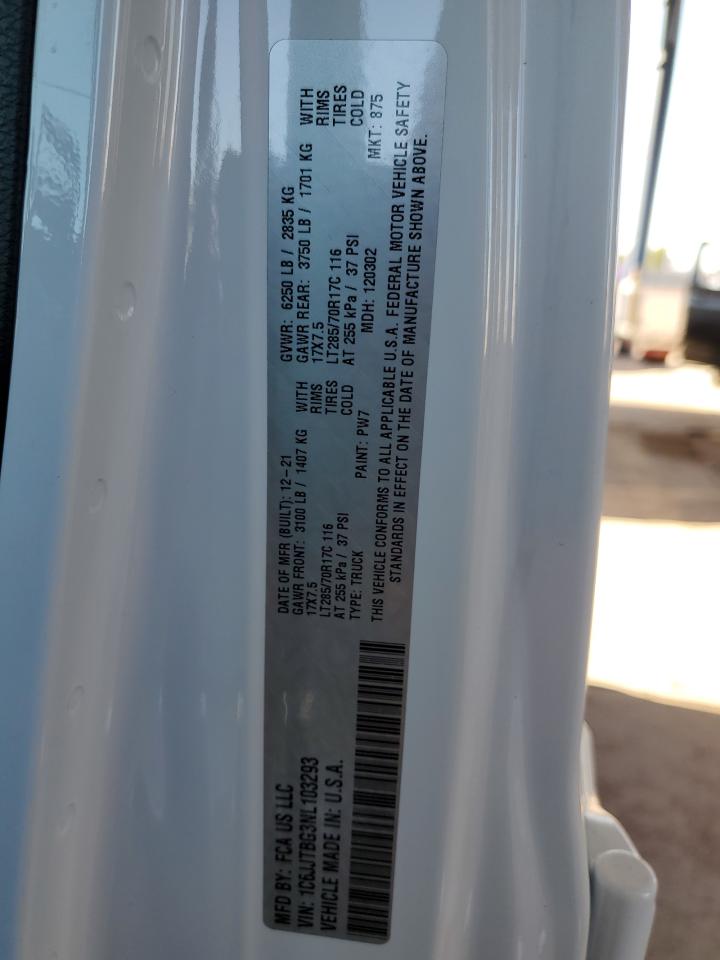 MFD BY: FCA US LLC
VIN: 1C6JJTBG3NL103293
VEHICLE MADE IN: U.S.A.
DATE OF MFR (BUILT): 12-21
GAWR FRONT: 3100 LB / 1407 KG WITH
17X7.5 RIMS
LT285/70R17C 116 TIRES
AT 255 kPa / 37 PSI COLD
TYPE: TRUCK PAINT: PW7
GVWR: 6250 LB / 2835 KG
GAWR REAR: 3750 LB / 1701 KG WITH
17X7.5 RIMS
LT285/70R17C 116 TIRES
AT 255 kPa / 37 PSI COLD
MDH: 120302 MKT: 875
THIS VEHICLE CONFORMS TO ALL APPLICABLE U.S.A. FEDERAL MOTOR VEHICLE SAFETY
STANDARDS IN EFFECT ON THE DATE OF MANUFACTURE SHOWN ABOVE.